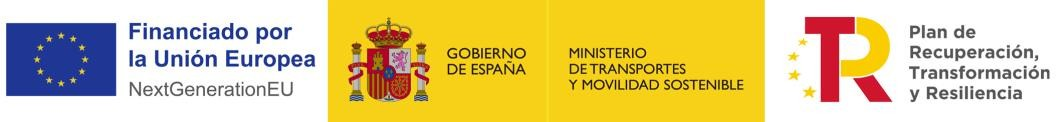 Financiado por
la Unión Europea
NextGenerationEU
GOBIERNO
DE ESPAÑA
MINISTERIO
DE TRANSPORTES
Y MOVILIDAD SOSTENIBLE
TR
Plan de
Recuperación,
Transformación
y Resiliencia